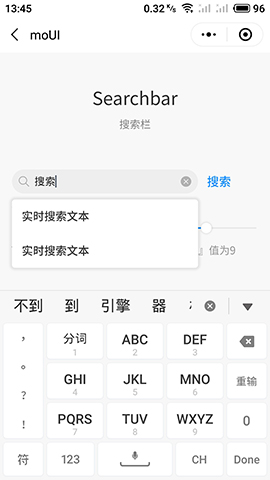 13:45
0.32 K/s
96
moUI
Searchbar
搜索栏
搜索
搜索
实时搜索文本
实时搜索文本
』值为9
不到 到 引擎 器
， 分词 ABC DEF
1 2 3
。 GHI JKL MNO 重输
4 5 6
？ PQRS TUV WXYZ 0
！ 7 8 9
符 123 CH Done